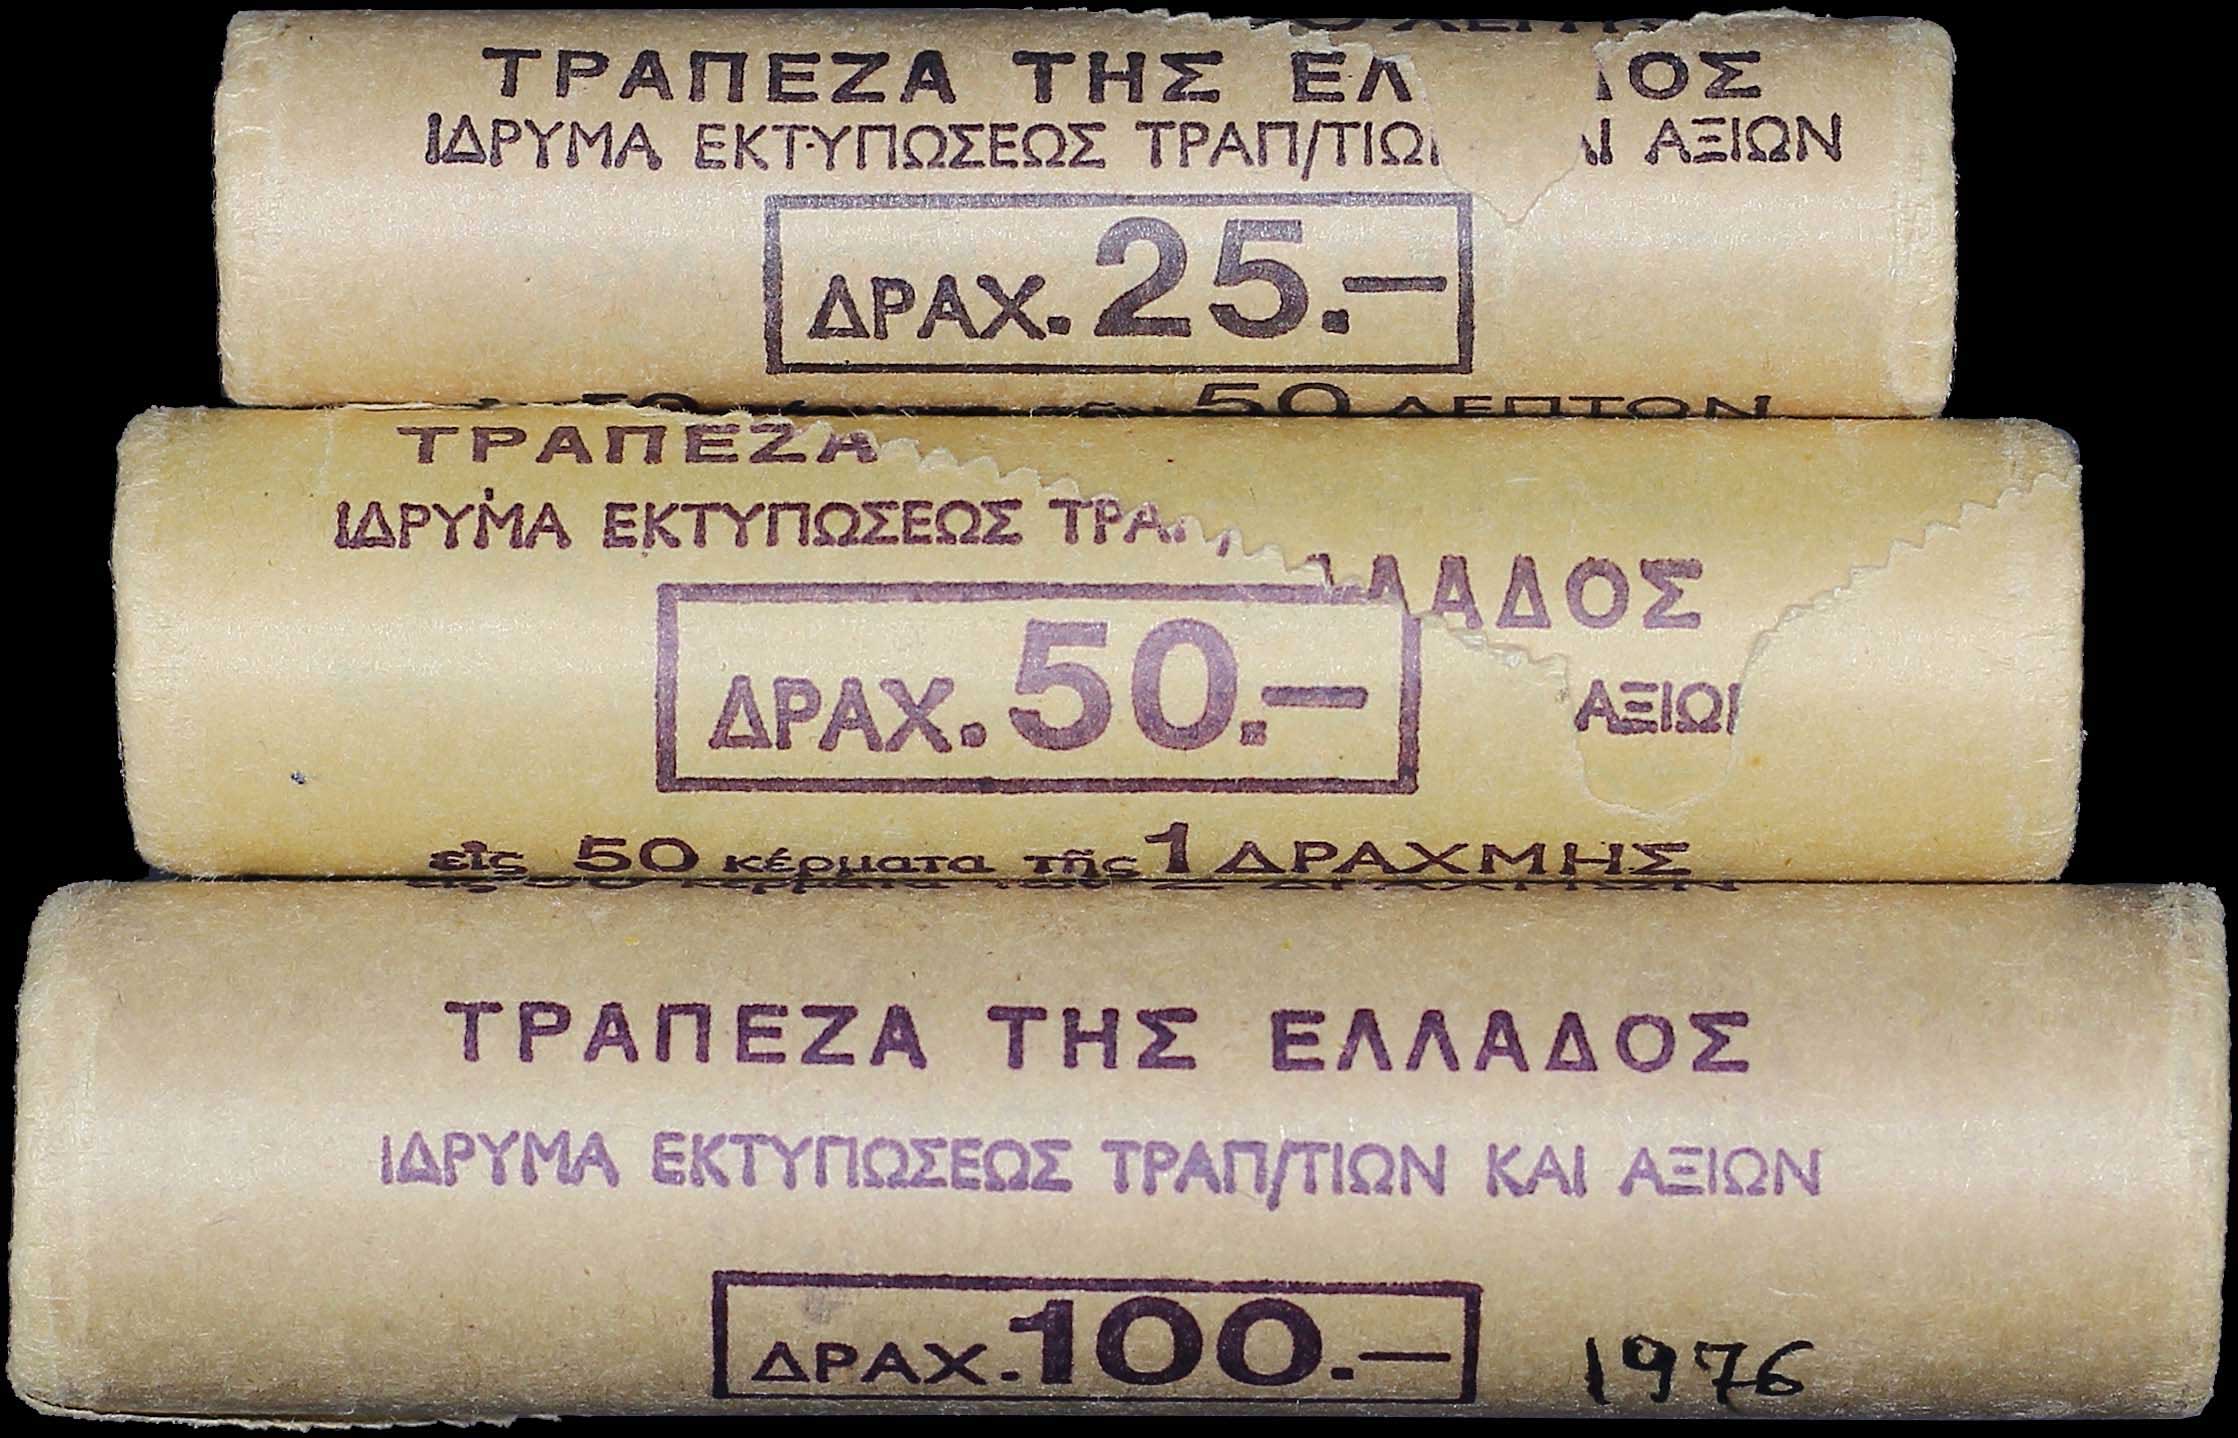 ΤΡΑΠΕΖΑ ΤΗΣ ΕΛ ΟΣ
ΙΔΡΥΜΑ ΕΚΤΥΠΩΣΕΩΣ ΤΡΑΠ/ΤΙΩ ΑΞΙΩΝ
ΔΡΑΧ. 25.—
50 50 ΛΕΠΤΩΝ
ΤΡΑΠΕΖΑ
ΙΔΡΥΜΑ ΕΚΤΥΠΩΣΕΩΣ ΤΡΑ
ΛΑΔΟΣ
ΔΡΑΧ. 50.—
ΑΞΙΩ
εἰς 50 κέρματα τῆς 1 ΔΡΑΧΜΗΣ
ΤΡΑΠΕΖΑ ΤΗΣ ΕΛΛΑΔΟΣ
ΙΔΡΥΜΑ ΕΚΤΥΠΩΣΕΩΣ ΤΡΑΠ/ΤΙΩΝ ΚΑΙ ΑΞΙΩΝ
ΔΡΑΧ. 100.—
1976